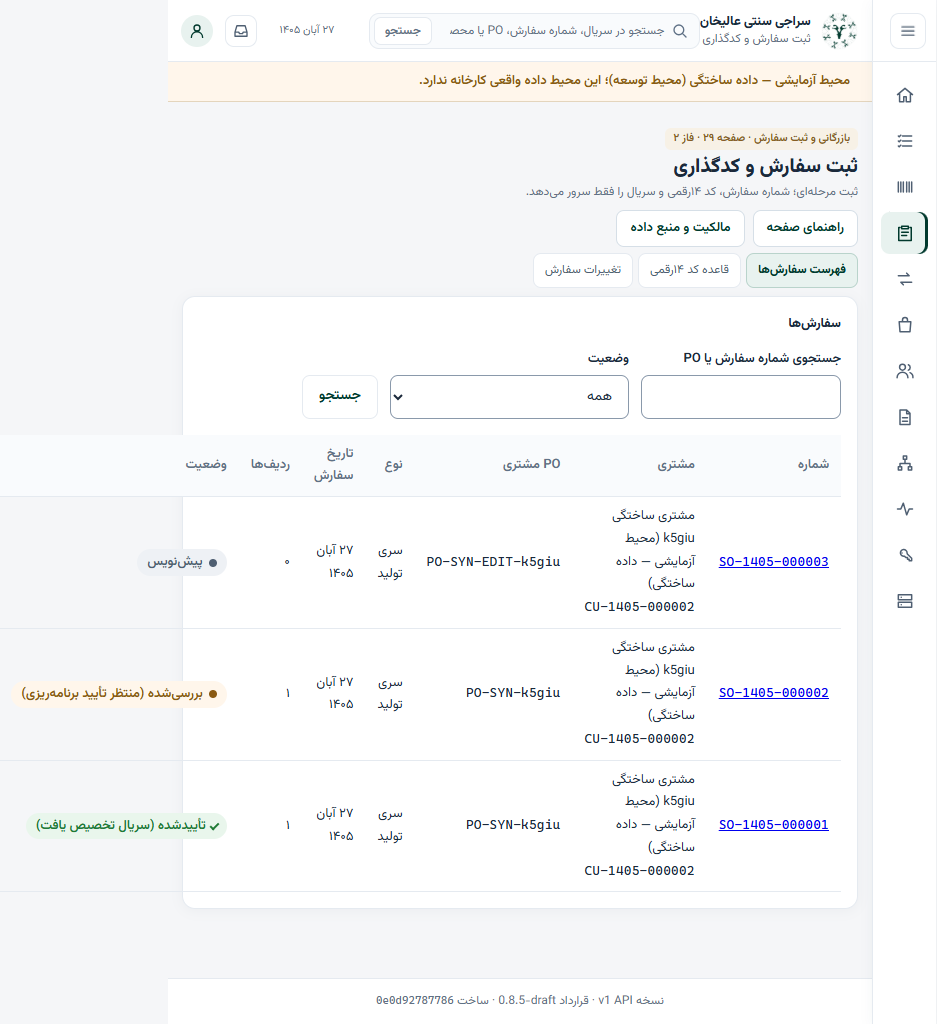 سراجی سنتی عالیخان
ثبت سفارش و کدگذاری
جستجو در سریال، شماره سفارش، PO یا محص
جستجو
۲۷ آبان ۱۴۰۵
محیط آزمایشی — داده ساختگی (محیط توسعه)؛ این محیط داده واقعی کارخانه ندارد.
بازرگانی و ثبت سفارش · صفحه ۲۹ · فاز ۲
ثبت سفارش و کدگذاری
ثبت مرحله‌ای؛ شماره سفارش، کد ۱۴رقمی و سریال را فقط سرور می‌دهد.
راهنمای صفحه
مالکیت و منبع داده
فهرست سفارش‌ها
قاعده کد ۱۴رقمی
تغییرات سفارش
سفارش‌ها
جستجوی شماره سفارش یا PO
وضعیت
همه
جستجو
شماره
مشتری
PO مشتری
نوع
تاریخ
سفارش
ردیف‌ها
وضعیت
SO-1405-000003
مشتری ساختگی
k5giu (محیط
آزمایشی — داده
ساختگی)
CU-1405-000002
PO-SYN-EDIT-k5giu
سری
تولید
۲۷ آبان
۱۴۰۵
۰
پیش‌نویس
SO-1405-000002
مشتری ساختگی
k5giu (محیط
آزمایشی — داده
ساختگی)
CU-1405-000002
PO-SYN-k5giu
سری
تولید
۲۷ آبان
۱۴۰۵
۱
بررسی‌شده (منتظر تأیید برنامه‌ریزی)
SO-1405-000001
مشتری ساختگی
k5giu (محیط
آزمایشی — داده
ساختگی)
CU-1405-000002
PO-SYN-k5giu
سری
تولید
۲۷ آبان
۱۴۰۵
۱
تأییدشده (سریال تخصیص یافت)
نسخه v1 API · قرارداد 0.8.5-draft · ساخت 0e0d92787786